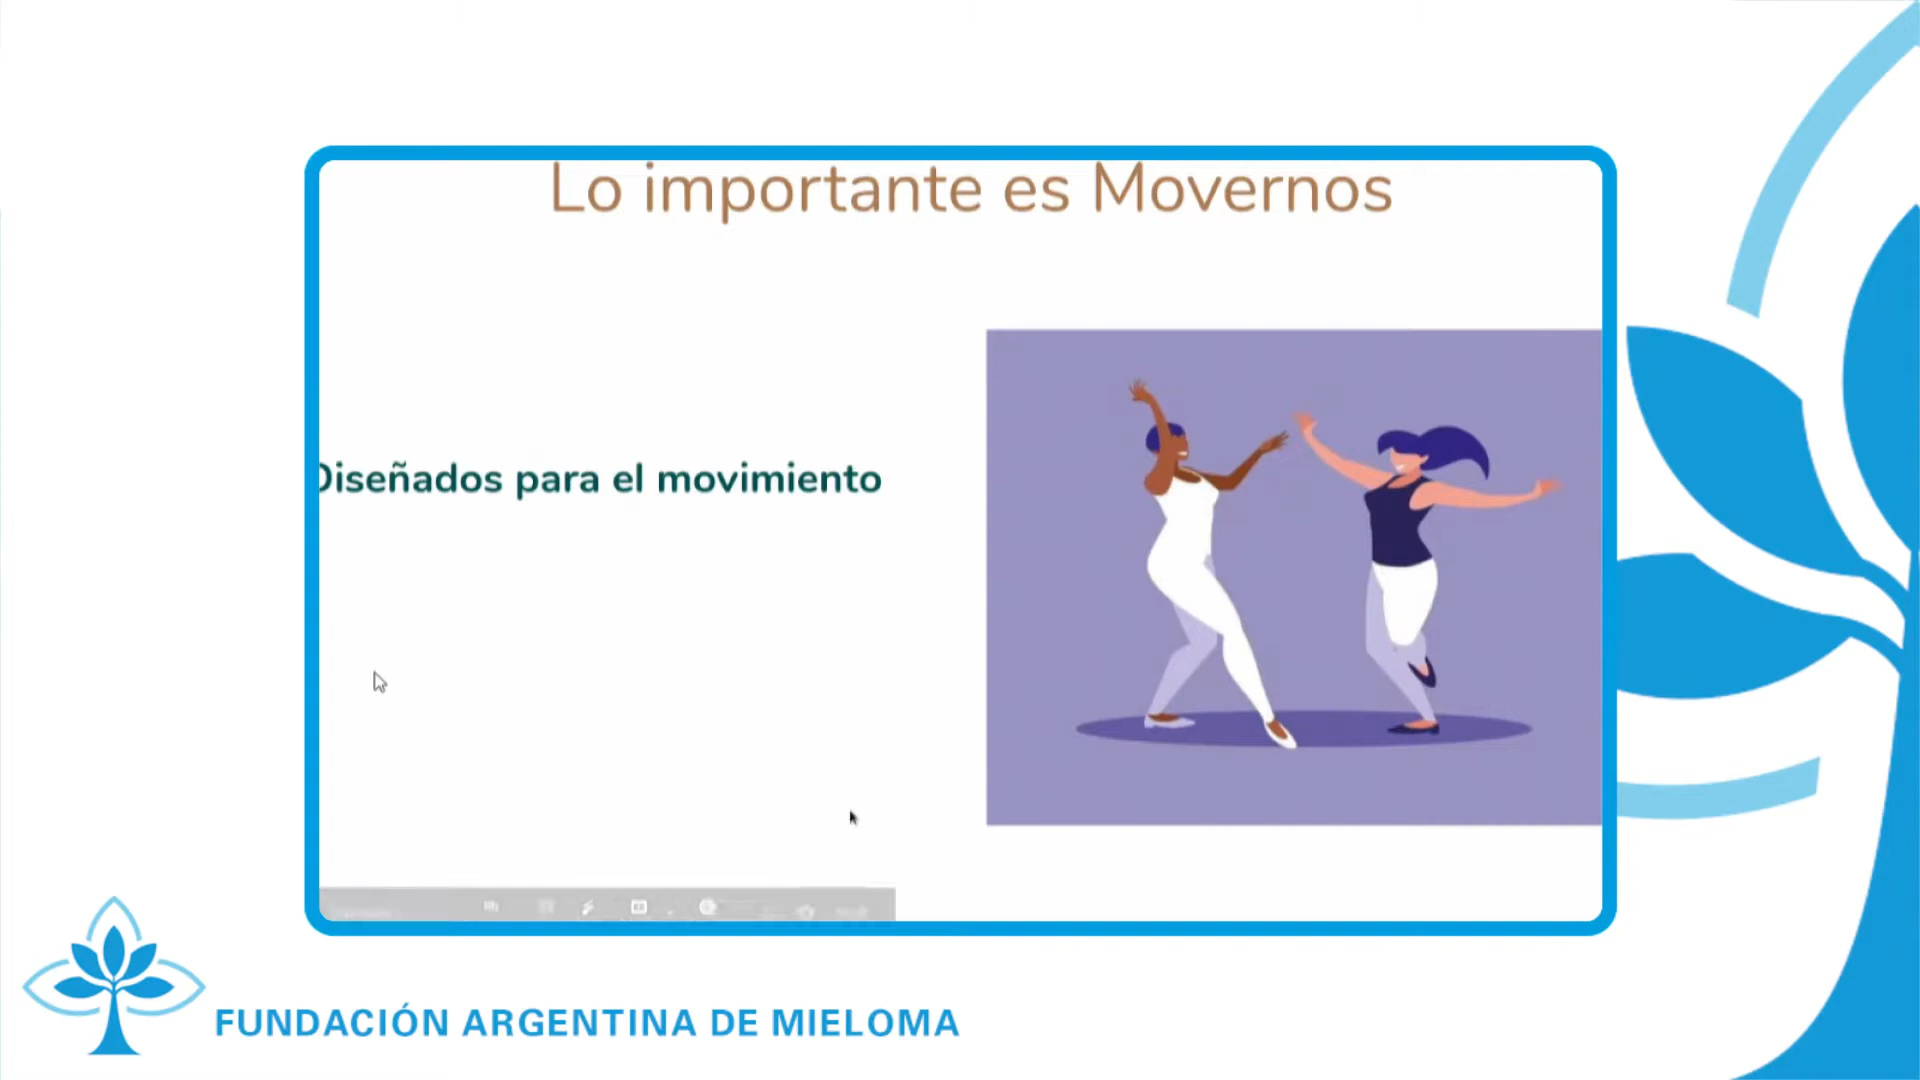 Lo importante es Movernos
Diseñados para el movimiento
FUNDACIÓN ARGENTINA DE MIELOMA